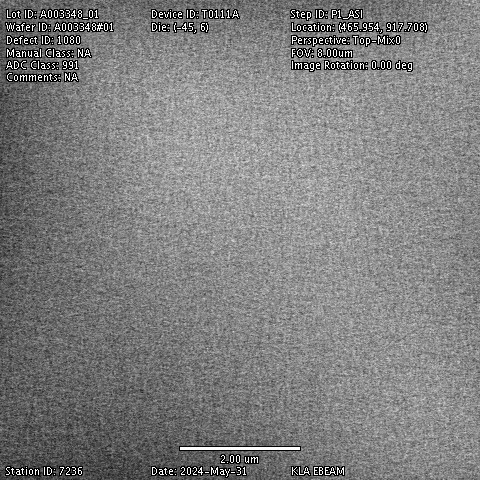 Lot ID: A003348_01
Wafer ID: A003348#01
Defect ID: 1080
Manual Class: NA
ADC Class: 991
Comments: NA
Device ID: T0111A
Die: (-45, 6)
Step ID: P1_ASI
Location: (465.954, 917.708)
Perspective: Top-Mix0
FOV: 8.00um
Image Rotation: 0.00 deg
2.00 um
Station ID: 7236
Date: 2024-May-31
KLA EBEAM